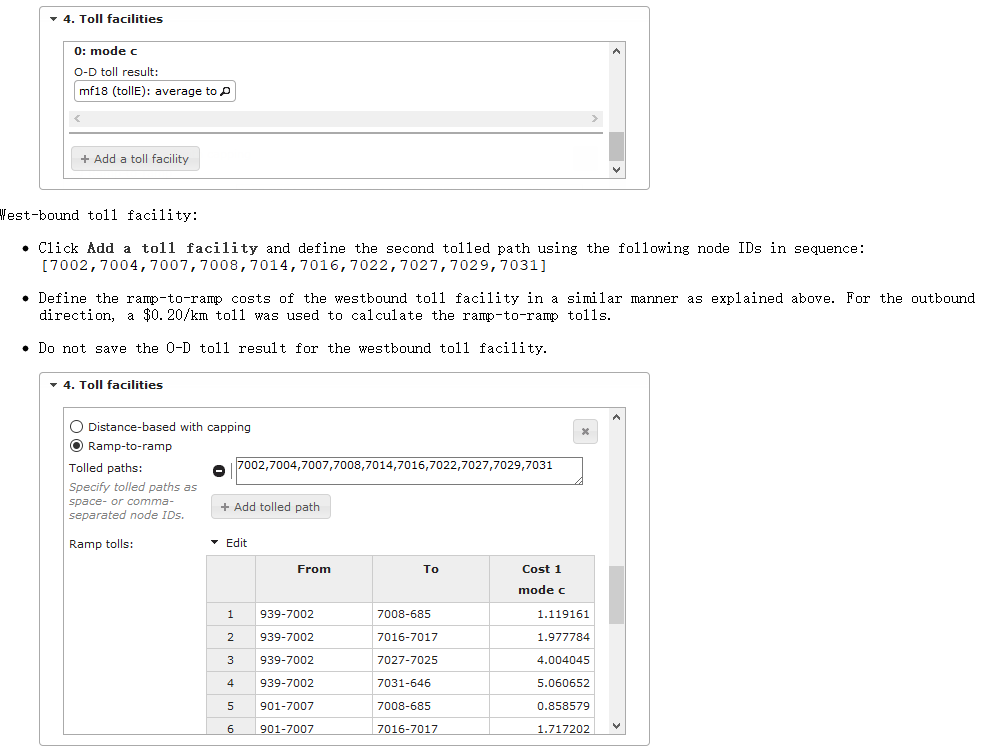 4. Toll facilities
0: mode c
O-D toll result:
mf18 (tollE): average to
+ Add a toll facility
West-bound toll facility:
• Click Add a toll facility and define the second tolled path using the following node IDs in sequence:
[7002,7004,7007,7008,7014,7016,7022,7027,7029,7031]
• Define the ramp-to-ramp costs of the westbound toll facility in a similar manner as explained above. For the outbound
direction, a $0.20/km toll was used to calculate the ramp-to-ramp tolls.
• Do not save the O-D toll result for the westbound toll facility.
4. Toll facilities
Distance-based with capping
Ramp-to-ramp
Tolled paths:
7002,7004,7007,7008,7014,7016,7022,7027,7029,7031
Specify tolled paths as
space- or comma-
separated node IDs.
+ Add tolled path
Ramp tolls:
Edit
From To Cost 1
mode c
1 939-7002 7008-685 1.119161
2 939-7002 7016-7017 1.977784
3 939-7002 7027-7025 4.004045
4 939-7002 7031-646 5.060652
5 901-7007 7008-685 0.858579
6 901-7007 7016-7017 1.717202